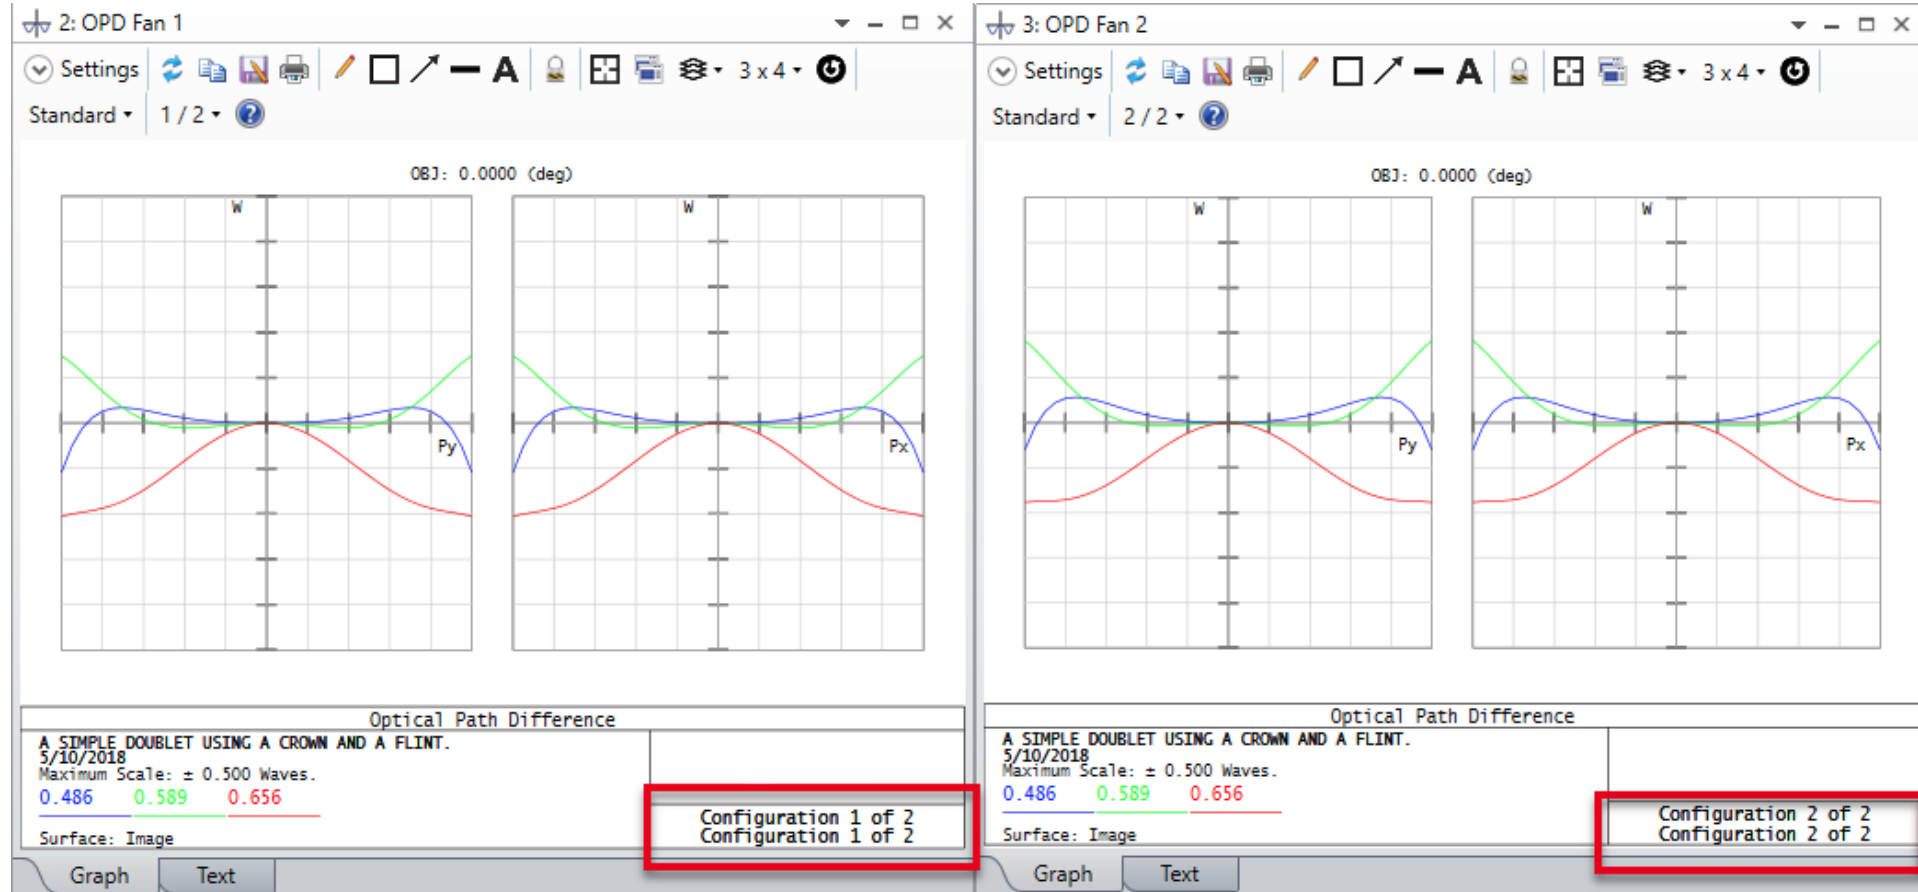 2: OPD Fan 1
Settings
3 x 4
Standard
1 / 2
OBJ: 0.0000 (deg)
W
W
Py
Px
Optical Path Difference
A SIMPLE DOUBLET USING A CROWN AND A FLINT.
5/10/2018
Maximum Scale: ± 0.500 Waves.
0.486 0.589 0.656
Surface: Image
Configuration 1 of 2
Configuration 1 of 2
Graph Text
3: OPD Fan 2
Settings
3 x 4
Standard
2 / 2
OBJ: 0.0000 (deg)
W
W
Py
Px
Optical Path Difference
A SIMPLE DOUBLET USING A CROWN AND A FLINT.
5/10/2018
Maximum Scale: ± 0.500 Waves.
0.486 0.589 0.656
Surface: Image
Configuration 2 of 2
Configuration 2 of 2
Graph Text